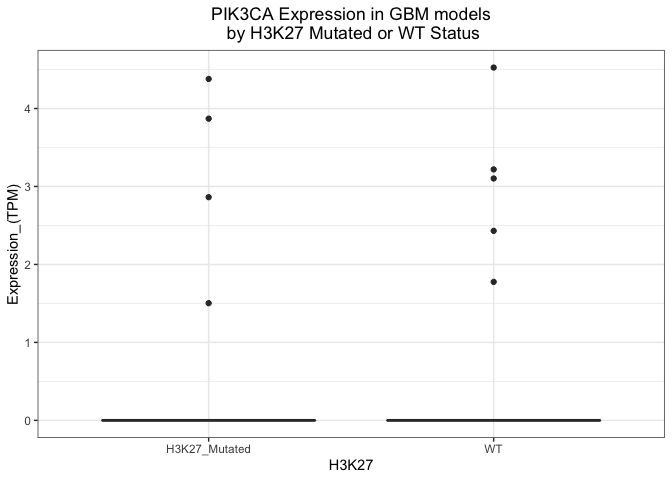 PIK3CA Expression in GBM models
by H3K27 Mutated or WT Status
Expression_(TPM)
4
3
2
1
0
H3K27_Mutated
WT
H3K27